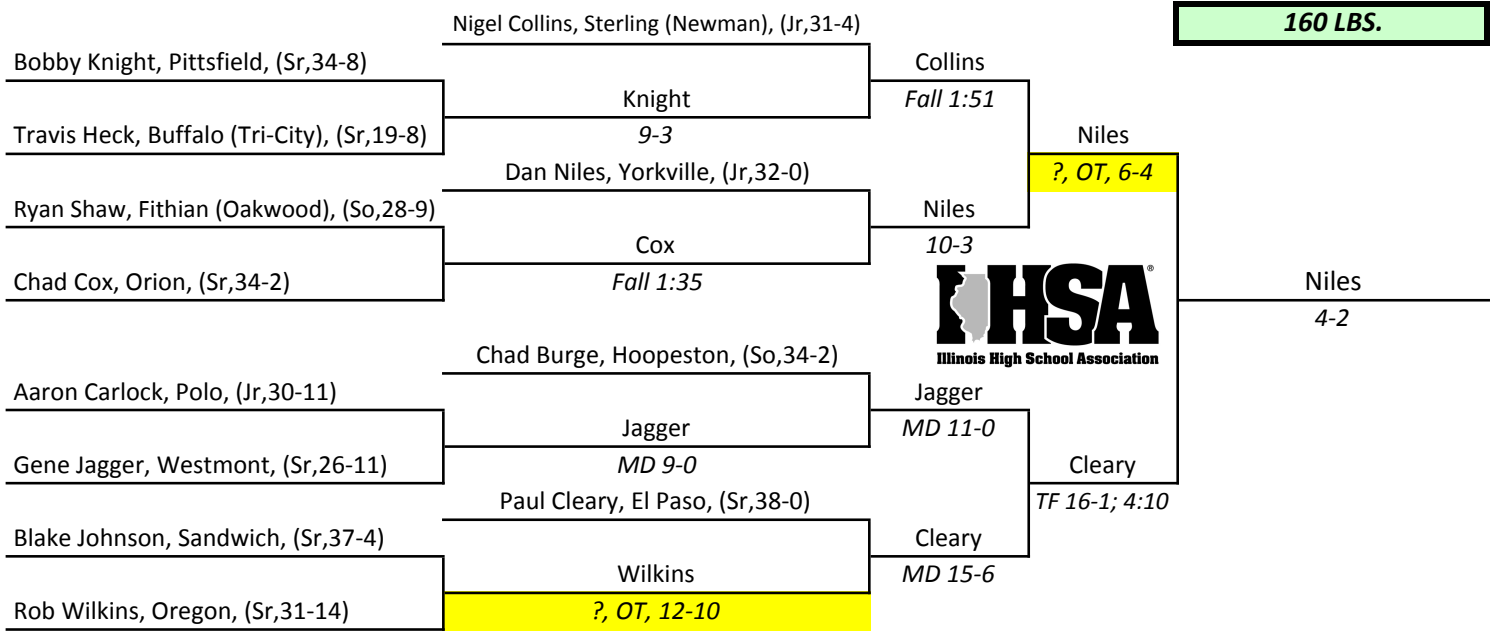 Nigel Collins, Sterling (Newman), (Jr,31-4)
160 LBS.
Bobby Knight, Pittsfield, (Sr,34-8)
Collins
Knight
Fall 1:51
Travis Heck, Buffalo (Tri-City), (Sr,19-8)
9-3
Niles
Dan Niles, Yorkville, (Jr,32-0)
?, OT, 6-4
Ryan Shaw, Fithian (Oakwood), (So,28-9)
Niles
Cox
10-3
Chad Cox, Orion, (Sr,34-2)
Fall 1:35
IHSA®
Illinois High School Association
Niles
4-2
Chad Burge, Hoopeston, (So,34-2)
Aaron Carlock, Polo, (Jr,30-11)
Jagger
Jagger
MD 11-0
Gene Jagger, Westmont, (Sr,26-11)
MD 9-0
Cleary
Paul Cleary, El Paso, (Sr,38-0)
TF 16-1; 4:10
Blake Johnson, Sandwich, (Sr,37-4)
Cleary
Wilkins
MD 15-6
Rob Wilkins, Oregon, (Sr,31-14)
?, OT, 12-10